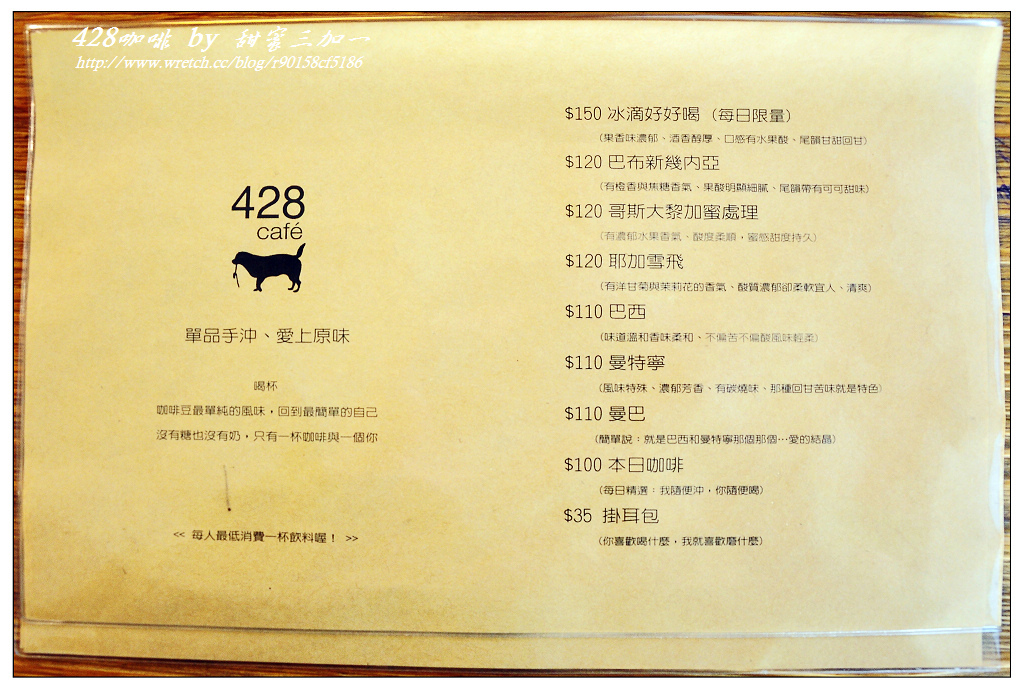 428咖啡 by 甜蜜三加一
http://www.wretch.cc/blog/r90158cf5186
428
café
單品手沖、愛上原味
喝杯
咖啡豆最單純的風味，回到最簡單的自己
沒有糖也沒有奶，只有一杯咖啡與一個你
<< 每人最低消費一杯飲料喔！ >>
$150 冰滴好好喝（每日限量）
（果香味濃郁、酒香醇厚、口感有水果酸、尾韻甘甜回甘）
$120 巴布新幾內亞
（有橙香與焦糖香氣、果酸明顯細膩、尾韻帶有可可甜味）
$120 哥斯大黎加蜜處理
（有濃郁水果香氣、酸度柔順，蜜感甜度持久）
$120 耶加雪飛
（有洋甘菊與茉莉花的香氣、酸質濃郁卻柔軟宜人、清爽）
$110 巴西
（味道溫和香味柔和、不偏苦不偏酸風味輕柔）
$110 曼特寧
（風味特殊、濃郁芳香、有碳燒味、那種回甘苦味就是特色）
$110 曼巴
（簡單說：就是巴西和曼特寧那個那個…愛的結晶）
$100 本日咖啡
（每日精選：我隨便沖，你隨便喝）
$35 掛耳包
（你喜歡喝什麼，我就喜歡磨什麼）